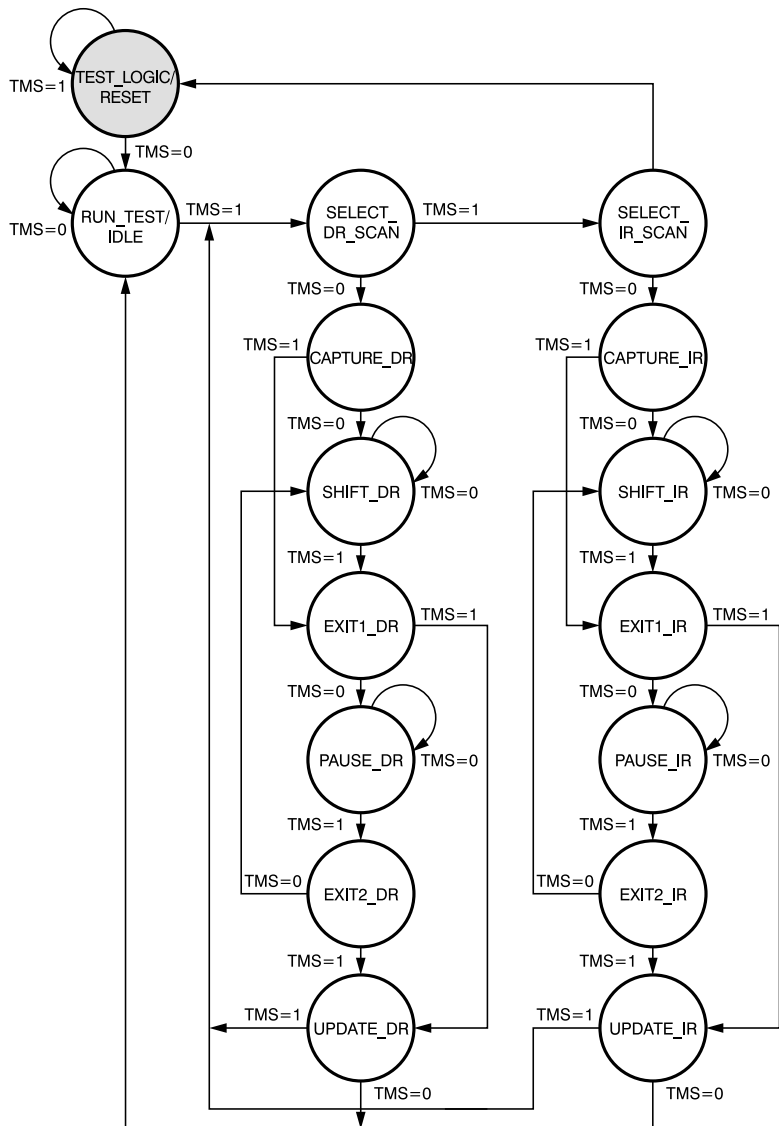 TMS=1
TEST_LOGIC/
RESET
TMS=0
TMS=0
RUN_TEST/
IDLE
TMS=1
SELECT_
DR_SCAN
TMS=1
SELECT_
IR_SCAN
TMS=0
TMS=0
TMS=1
CAPTURE_DR
TMS=1
CAPTURE_IR
TMS=0
TMS=0
SHIFT_DR
TMS=0
SHIFT_IR
TMS=0
TMS=1
TMS=1
EXIT1_DR
TMS=1
EXIT1_IR
TMS=1
TMS=0
TMS=0
PAUSE_DR
TMS=0
PAUSE_IR
TMS=0
TMS=1
TMS=1
TMS=0
EXIT2_DR
TMS=0
EXIT2_IR
TMS=1
TMS=1
TMS=1
UPDATE_DR
TMS=1
UPDATE_IR
TMS=0
TMS=0